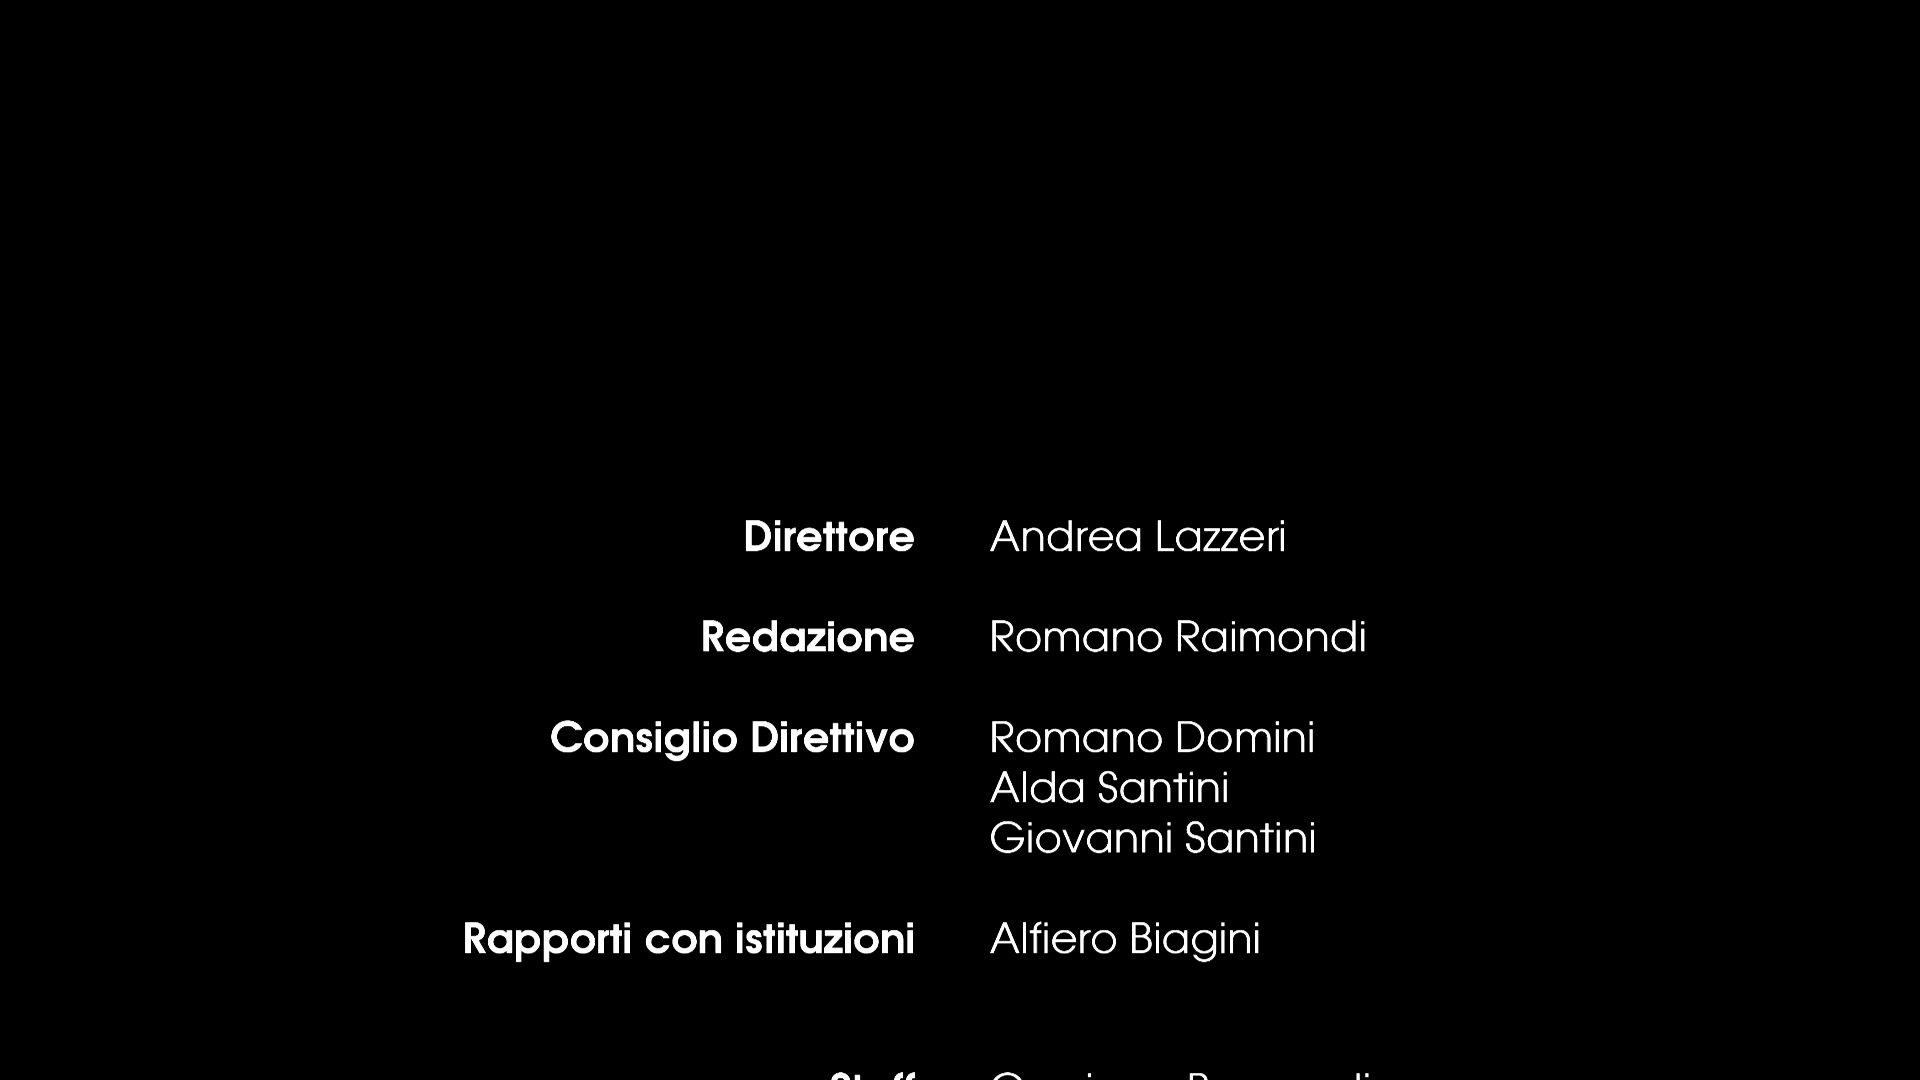 Direttore Andrea Lazzeri
Redazione Romano Raimondi
Consiglio Direttivo Romano Domini
Alda Santini
Giovanni Santini
Rapporti con istituzioni Alfiero Biagini
Staff